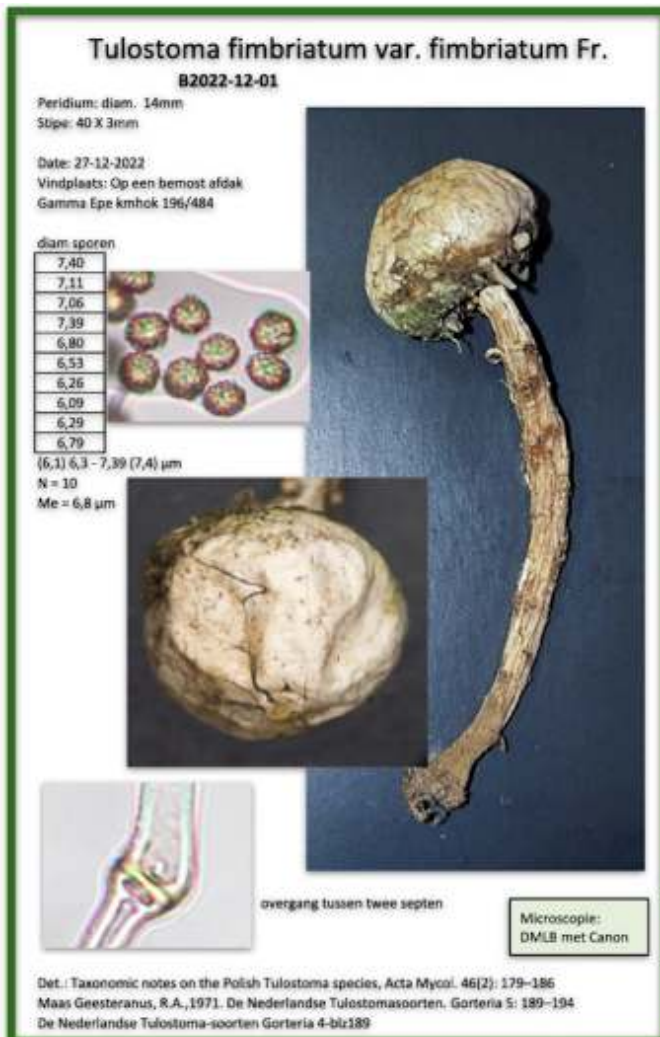 Tulostoma fimbriatum var. fimbriatum Fr.
B2022-12-01
Peridium: diam. 14mm
Stipe: 40 X 3mm
Date: 27-12-2022
Vindplaats: Op een bemost afdak
Gamma Epe kmhok 196/484
diam sporen
7,40
7,11
7,06
7,39
6,80
6,53
6,26
6,09
6,29
6,79
(6,1) 6,3 - 7,39 (7,4) µm
N = 10
Me = 6,8 µm
overgang tussen twee septen
Microscopie:
DMLB met Canon
Det.: Taxonomic notes on the Polish Tulostoma species, Acta Mycol. 46(2): 179–186
Maas Geesteranus, R.A.,1971. De Nederlandse Tulostomasoorten. Gorteria 5: 189–194
De Nederlandse Tulostoma-soorten Gorteria 4-blz189